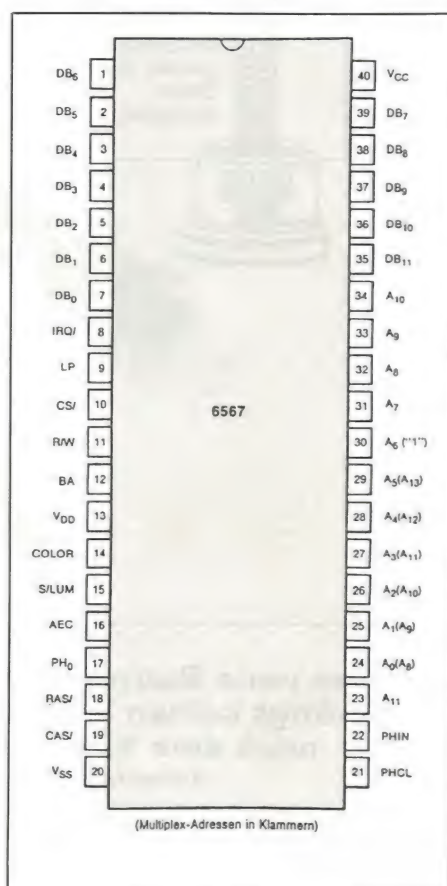 DB₆ 1
DB₅ 2
DB₄ 3
DB₃ 4
DB₂ 5
DB₁ 6
DB₀ 7
IRQ/ 8
LP 9
CS/ 10
R/W 11
BA 12
V_DD 13
COLOR 14
S/LUM 15
AEC 16
PH₀ 17
RAS/ 18
CAS/ 19
V_SS 20
6567
40 V_CC
39 DB₇
38 DB₈
37 DB₉
36 DB₁₀
35 DB₁₁
34 A₁₀
33 A₉
32 A₈
31 A₇
30 A₆ ("1")
29 A₅(A₁₃)
28 A₄(A₁₂)
27 A₃(A₁₁)
26 A₂(A₁₀)
25 A₁(A₉)
24 A₀(A₈)
23 A₁₁
22 PHIN
21 PHCL
(Multiplex-Adressen in Klammern)